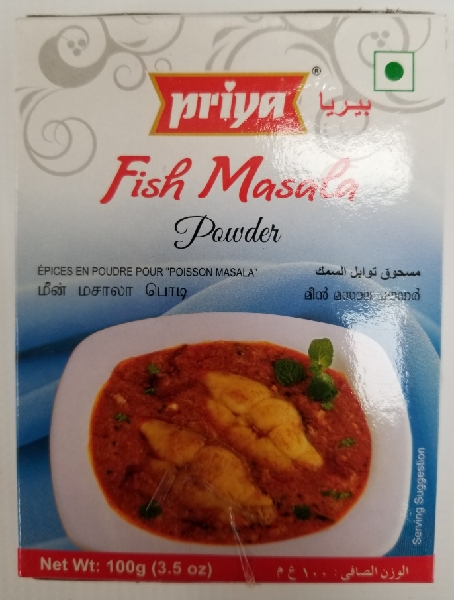 priya ® بيريا
Fish Masala
Powder
ÉPICES EN POUDRE POUR "POISSON MASALA"
مسحوق توابل السمك
மீன் மசாலா பொடி
മീൻ മസാല
Serving Suggestion
Net Wt: 100g (3.5 oz)
الوزن الصافي : ١٠٠ غ م